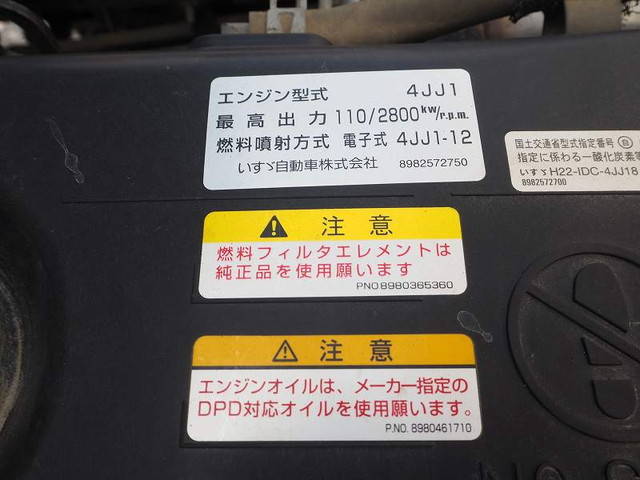 エンジン型式 4JJ1
最高出力 110/2800 kw/r.p.m.
燃料噴射方式 電子式 4JJ1-12
いすゞ自動車株式会社 8982572750
国土交通省型式指定番号
指定に係わる一酸化炭素等
いすゞH22-IDC-4JJ18
8982572700
注意
燃料フィルタエレメントは
純正品を使用願います
PNO8980365360
注意
エンジンオイルは、メーカー指定の
DPD対応オイルを使用願います。
P.NO. 8980461710